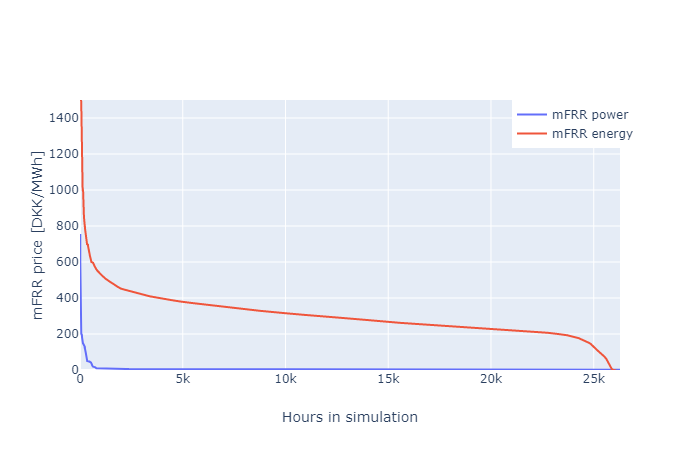 mFRR power
mFRR energy
mFRR price [DKK/MWh]
1400
1200
1000
800
600
400
200
0
0 5k 10k 15k 20k 25k
Hours in simulation